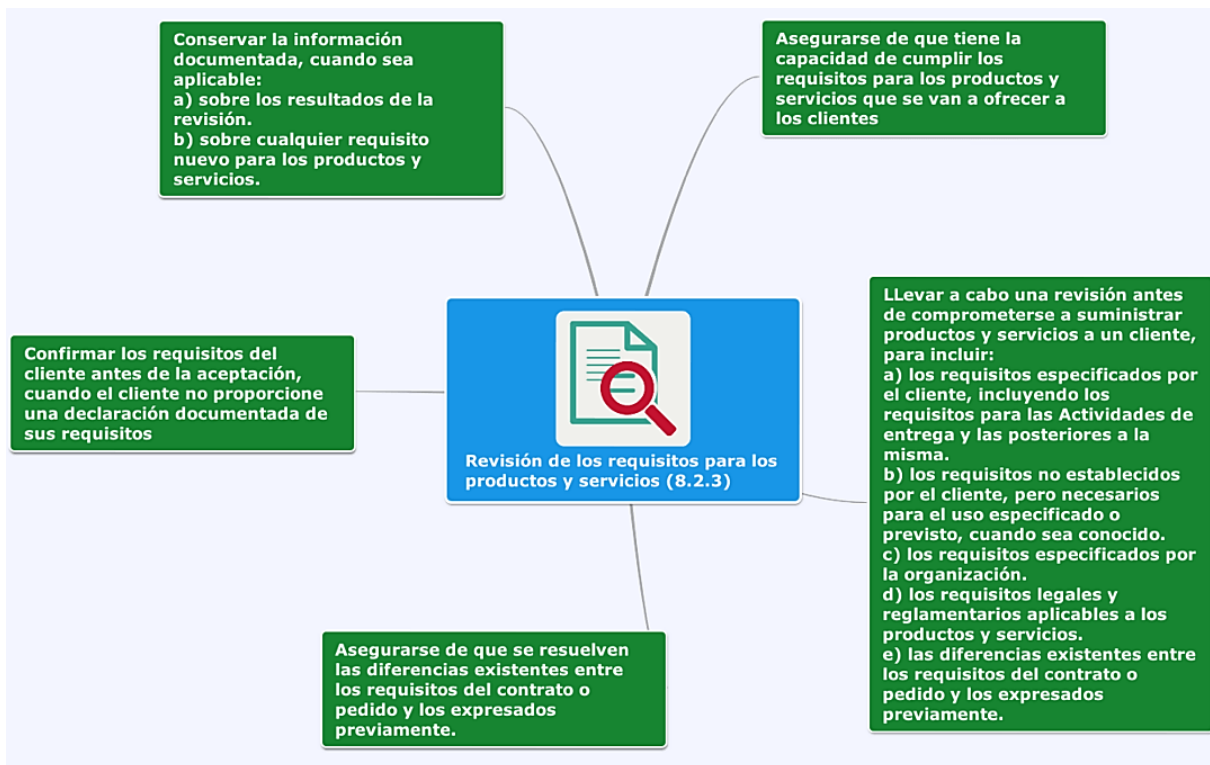 Conservar la información
documentada, cuando sea
aplicable:
a) sobre los resultados de la
revisión.
b) sobre cualquier requisito
nuevo para los productos y
servicios.
Asegurarse de que tiene la
capacidad de cumplir los
requisitos para los productos y
servicios que se van a ofrecer a
los clientes
Confirmar los requisitos del
cliente antes de la aceptación,
cuando el cliente no proporcione
una declaración documentada de
sus requisitos
Revisión de los requisitos para los
productos y servicios (8.2.3)
LLevar a cabo una revisión antes
de comprometerse a suministrar
productos y servicios a un cliente,
para incluir:
a) los requisitos especificados por
el cliente, incluyendo los
requisitos para las Actividades de
entrega y las posteriores a la
misma.
b) los requisitos no establecidos
por el cliente, pero necesarios
para el uso especificado o
previsto, cuando sea conocido.
c) los requisitos especificados por
la organización.
d) los requisitos legales y
reglamentarios aplicables a los
productos y servicios.
e) las diferencias existentes entre
los requisitos del contrato o
pedido y los expresados
previamente.
Asegurarse de que se resuelven
las diferencias existentes entre
los requisitos del contrato o
pedido y los expresados
previamente.